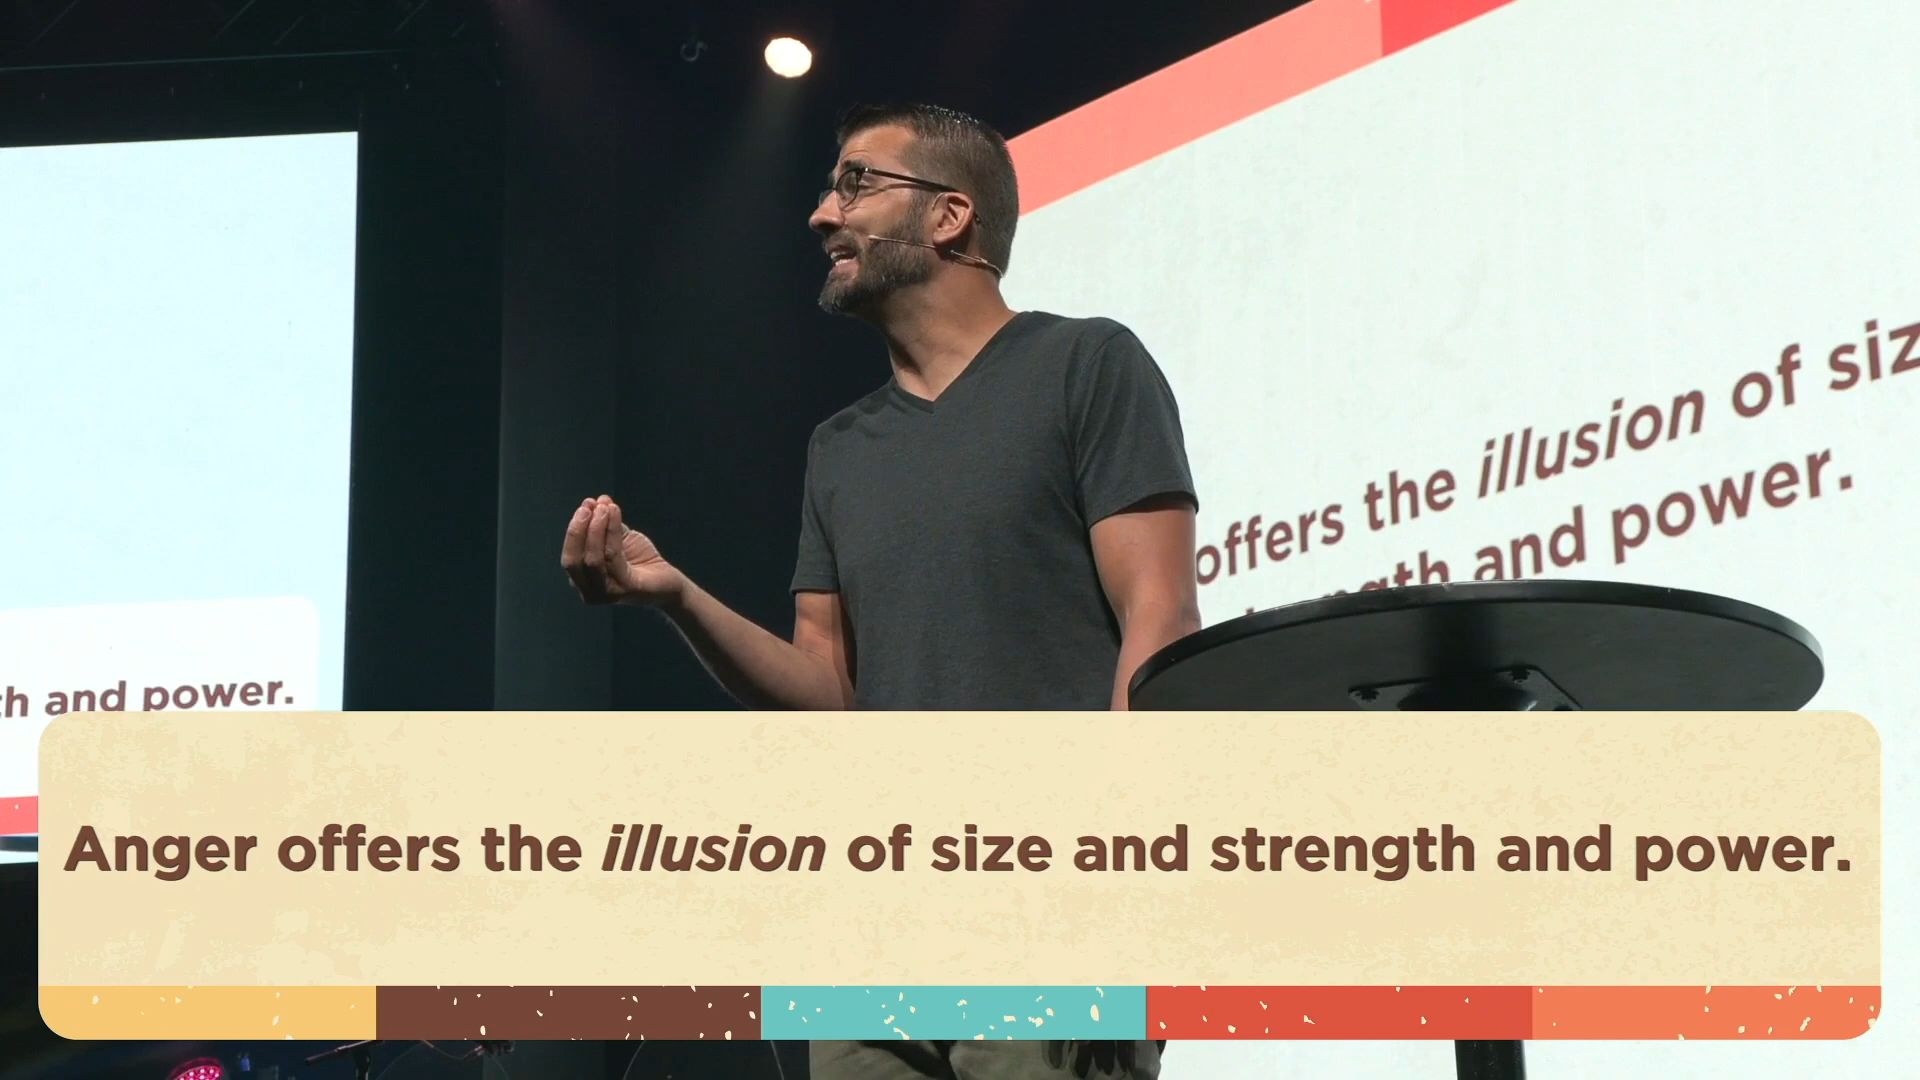 offers the illusion of siz
and power.
th and power.
Anger offers the illusion of size and strength and power.